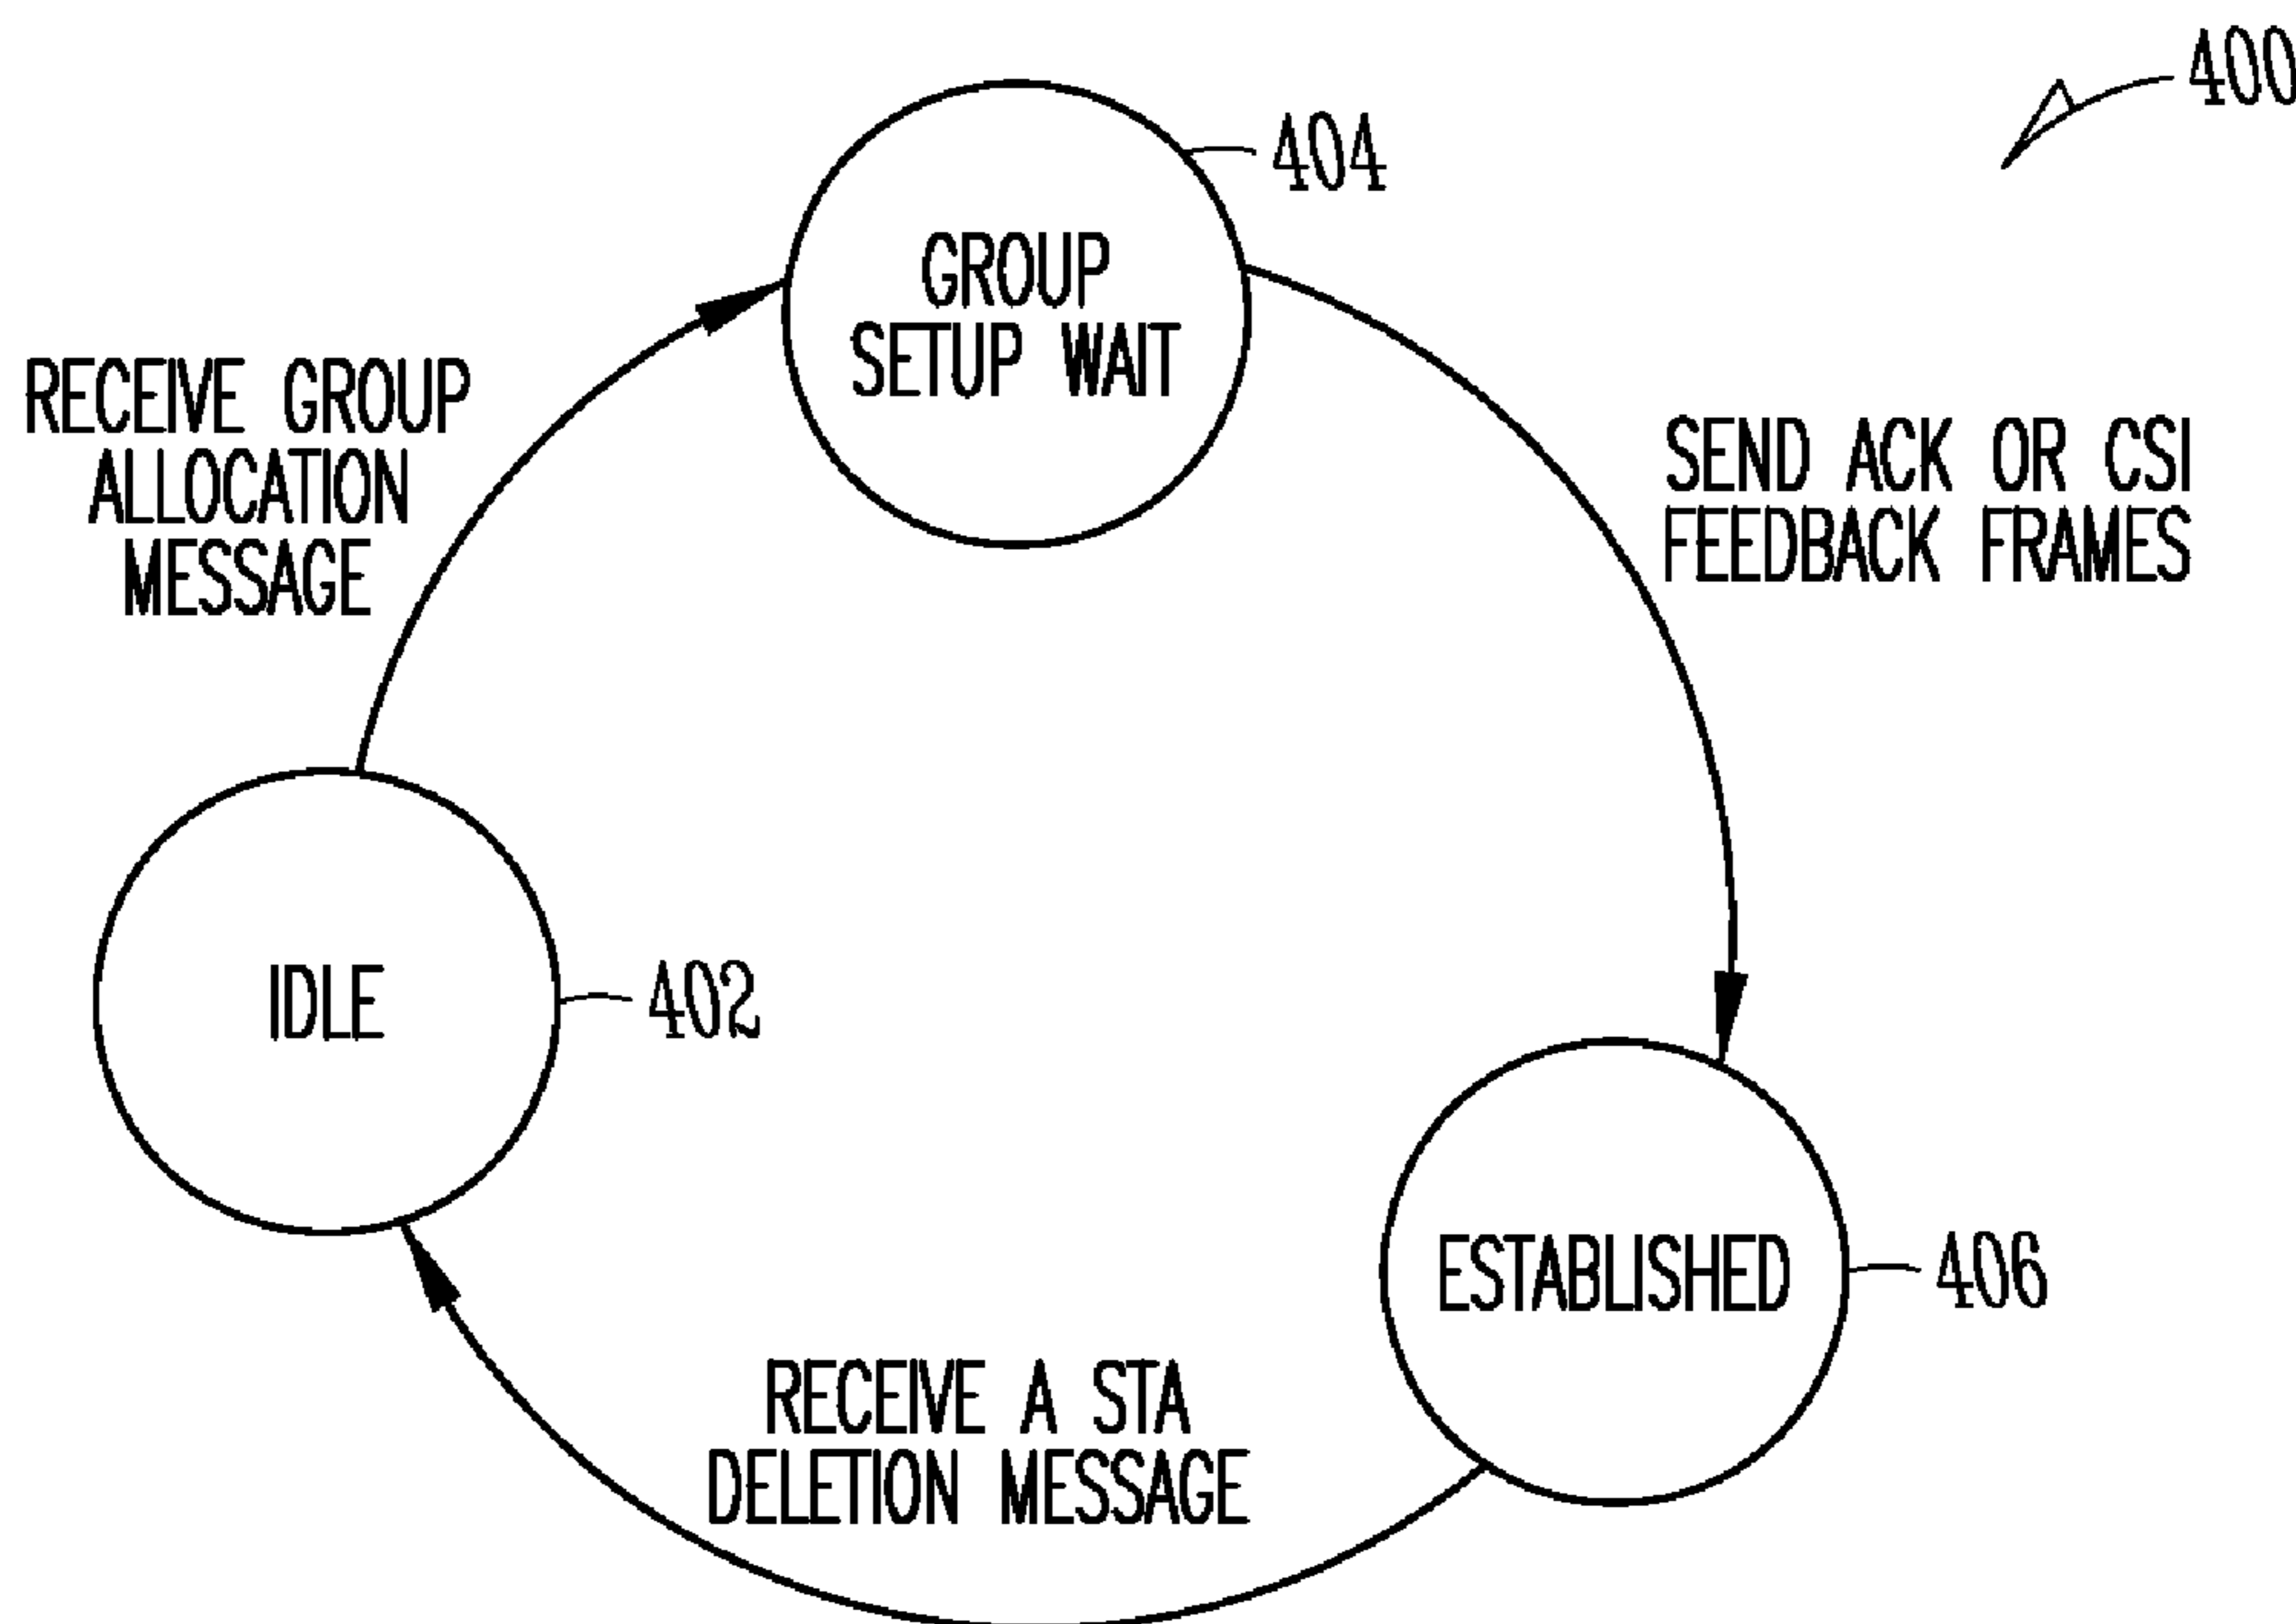 400
404
GROUP
SETUP WAIT
RECEIVE GROUP
ALLOCATION
MESSAGE
SEND ACK OR CSI
FEEDBACK FRAMES
IDLE
402
ESTABLISHED
406
RECEIVE A STA
DELETION MESSAGE